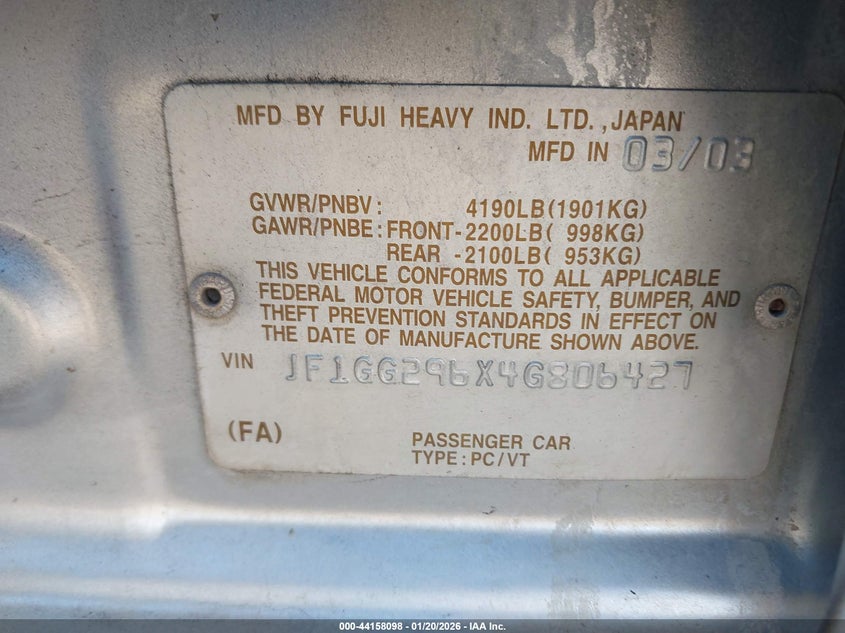 MFD BY FUJI HEAVY IND. LTD.,JAPAN
MFD IN 03/03
GVWR/PNBV: 4190LB(1901KG)
GAWR/PNBE:FRONT-2200LB( 998KG)
REAR -2100LB( 953KG)
THIS VEHICLE CONFORMS TO ALL APPLICABLE
FEDERAL MOTOR VEHICLE SAFETY, BUMPER, AND
THEFT PREVENTION STANDARDS IN EFFECT ON
THE DATE OF MANUFACTURE SHOWN ABOVE.
VIN JF1GG296X4G806427
(FA) PASSENGER CAR
TYPE:PC/VT
000-44158098 - 01/20/2026 - IAA Inc.